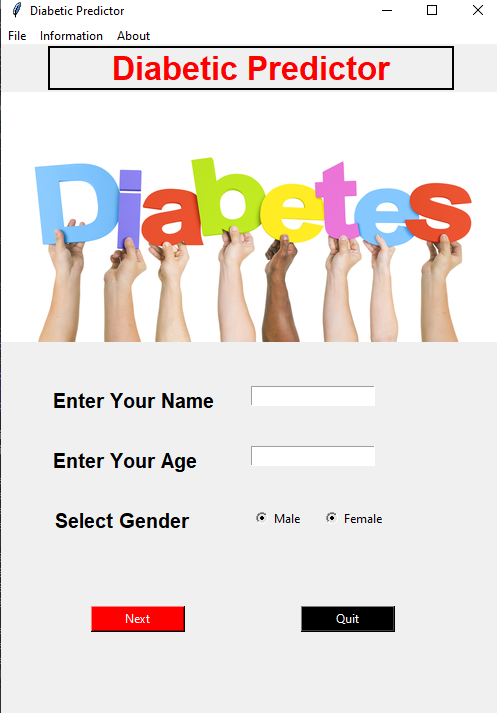 Diabetic Predictor
File Information About
Diabetic Predictor
Diabetes
Enter Your Name
Enter Your Age
Select Gender Male Female
Next Quit